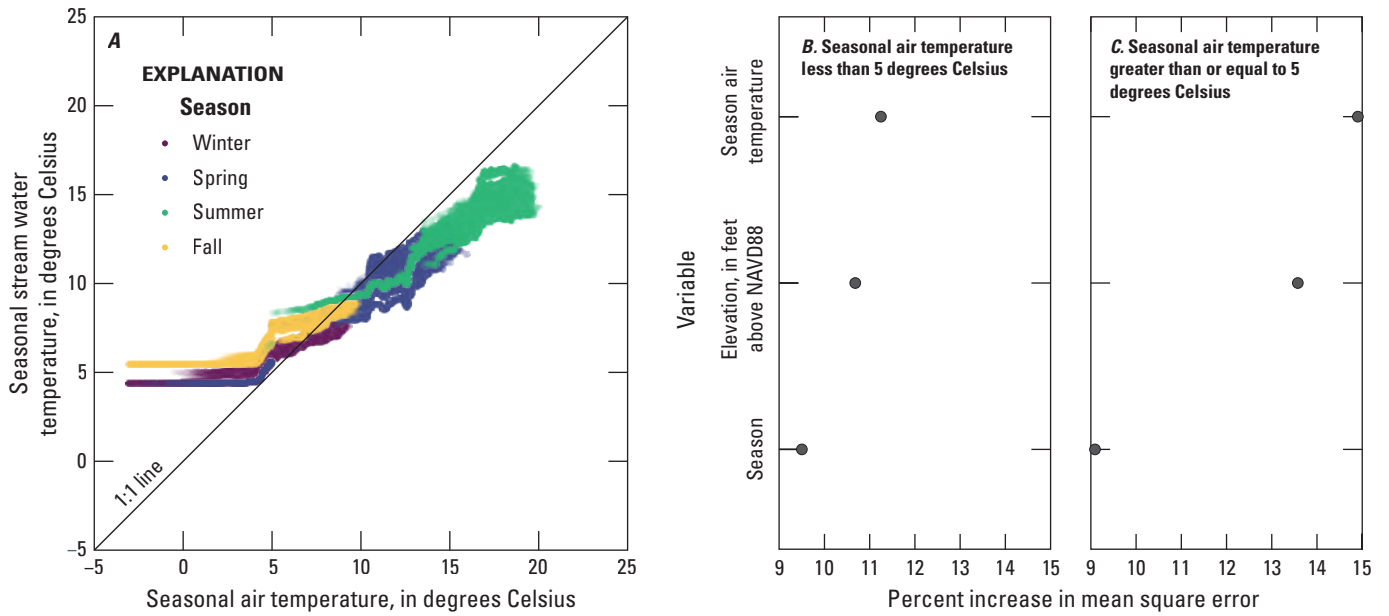 A
EXPLANATION
Season
Winter
Spring
Summer
Fall
1:1 line
25
20
15
10
5
0
–5
–5 0 5 10 15 20 25
Seasonal stream water
temperature, in degrees Celsius
Seasonal air temperature, in degrees Celsius
B. Seasonal air temperature
less than 5 degrees Celsius
C. Seasonal air temperature
greater than or equal to 5
degrees Celsius
Variable
Season air
temperature
Elevation, in feet
above NAVD88
Season
9 10 11 12 13 14 15
9 10 11 12 13 14 15
Percent increase in mean square error